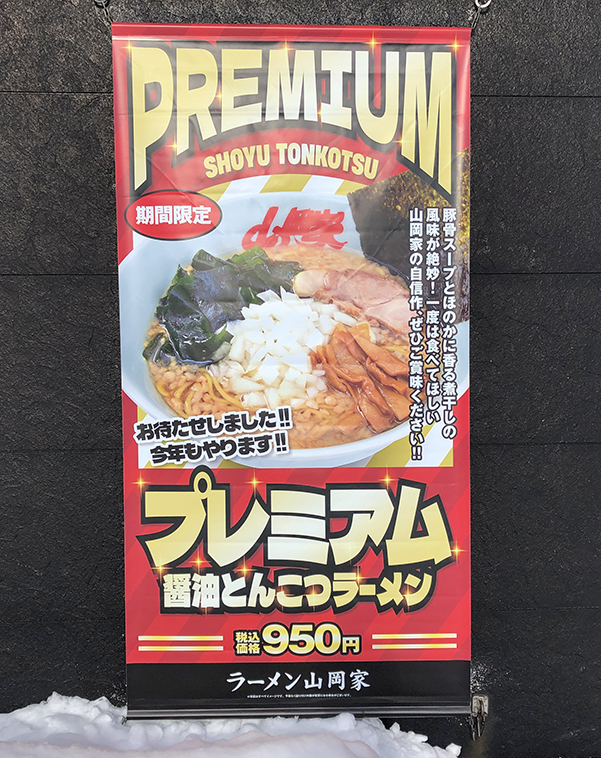 PREMIUM
SHOYU TONKOTSU
期間限定
豚骨スープとほのかに香る煮干しの
風味が絶妙！一度は食べてほしい
山岡家の自信作、ぜひご賞味ください!!
お待たせしました!!
今年もやります!!
プレミアム
醤油とんこつラーメン
税込
価格 950円
ラーメン山岡家